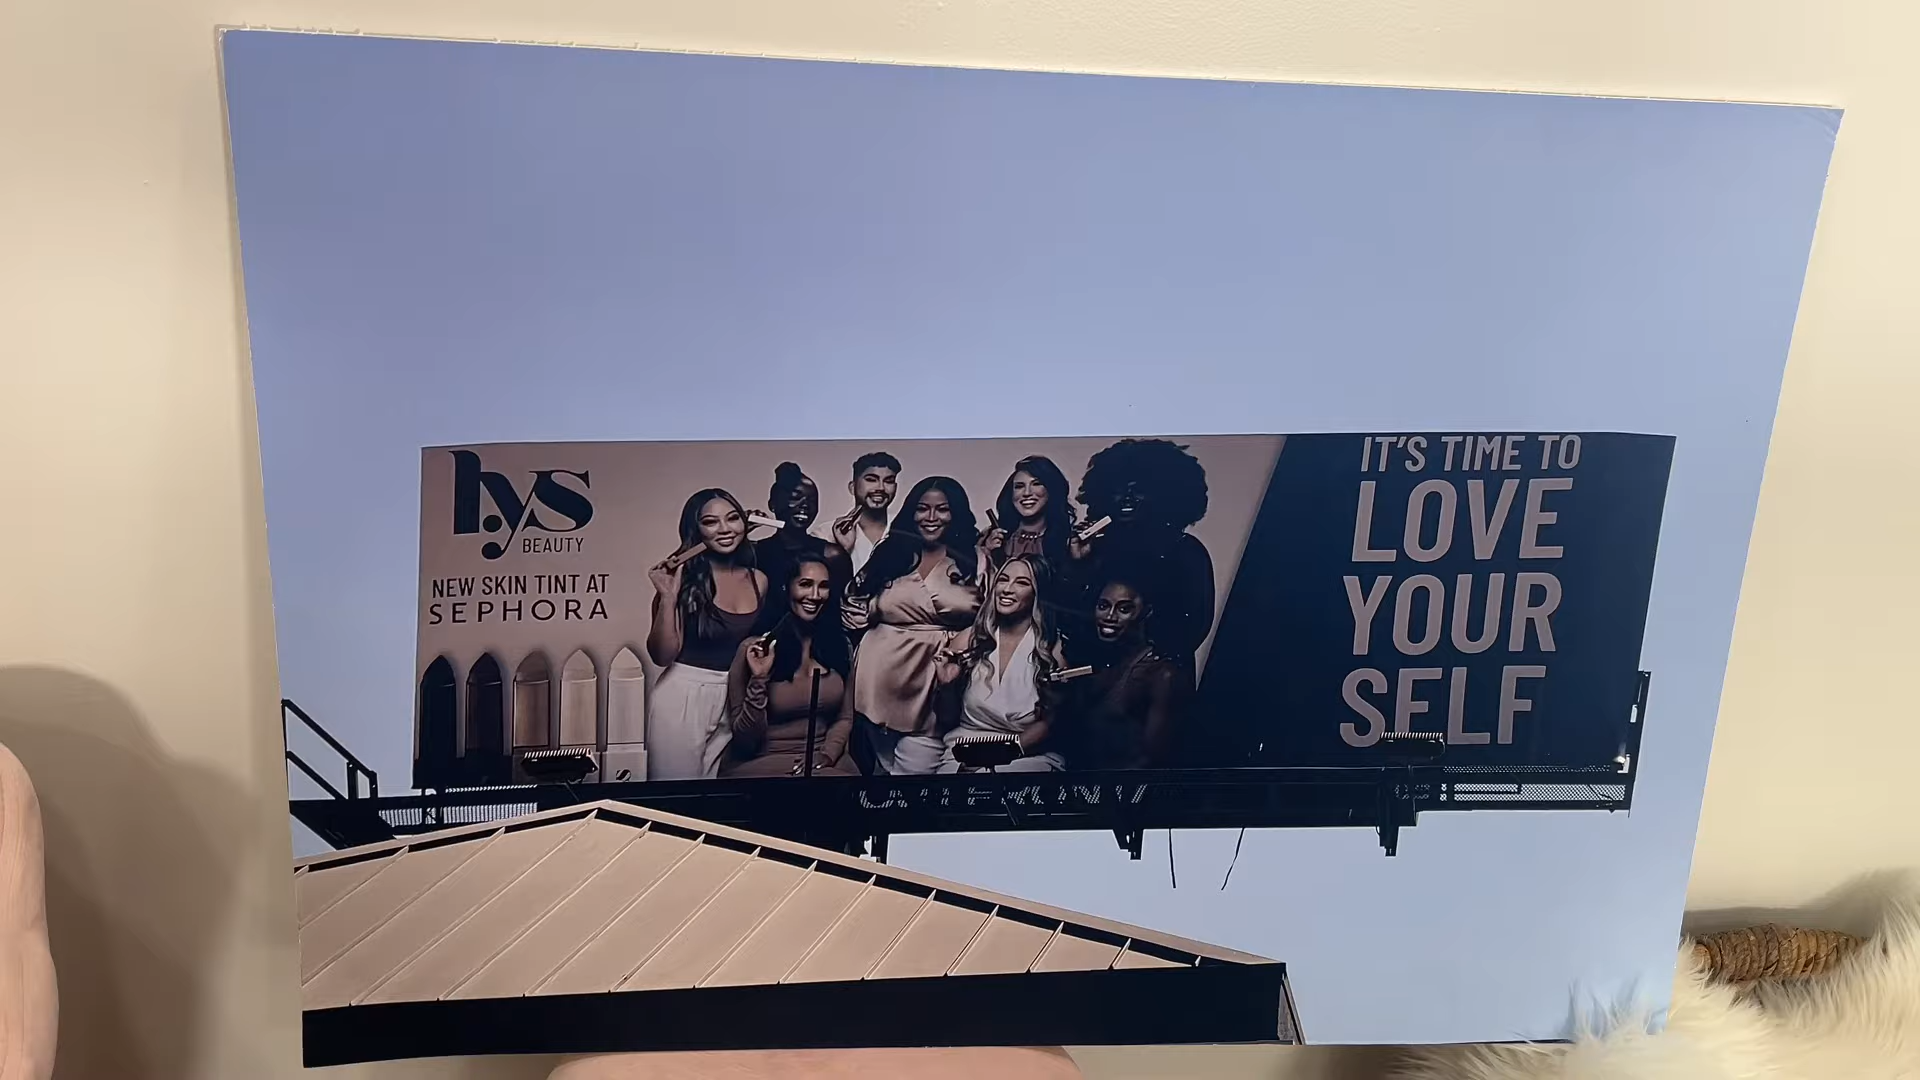 lys
BEAUTY
NEW SKIN TINT AT
SEPHORA
IT'S TIME TO
LOVE
YOUR
SELF